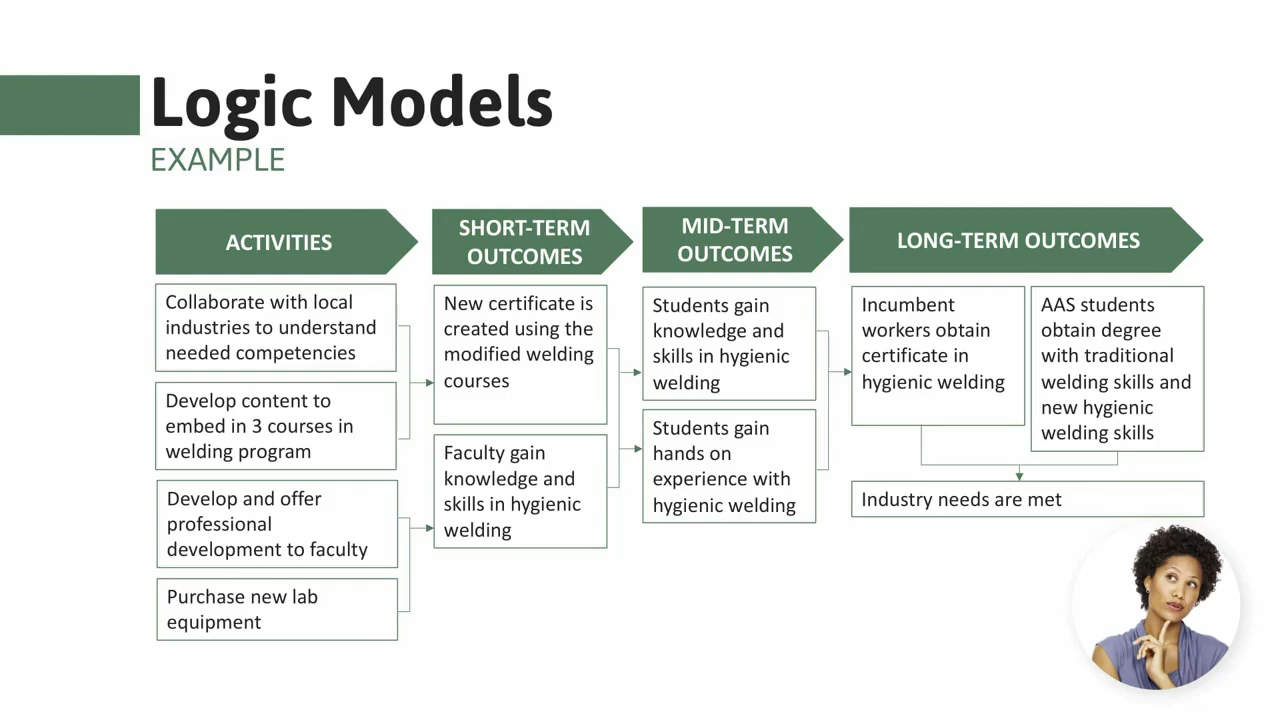 Logic Models
EXAMPLE
ACTIVITIES
Collaborate with local
industries to understand
needed competencies
Develop content to
embed in 3 courses in
welding program
Develop and offer
professional
development to faculty
Purchase new lab
equipment
SHORT-TERM
OUTCOMES
New certificate is
created using the
modified welding
courses
Faculty gain
knowledge and
skills in hygienic
welding
MID-TERM
OUTCOMES
Students gain
knowledge and
skills in hygienic
welding
Students gain
hands on
experience with
hygienic welding
LONG-TERM OUTCOMES
Incumbent
workers obtain
certificate in
hygienic welding
AAS students
obtain degree
with traditional
welding skills and
new hygienic
welding skills
Industry needs are met